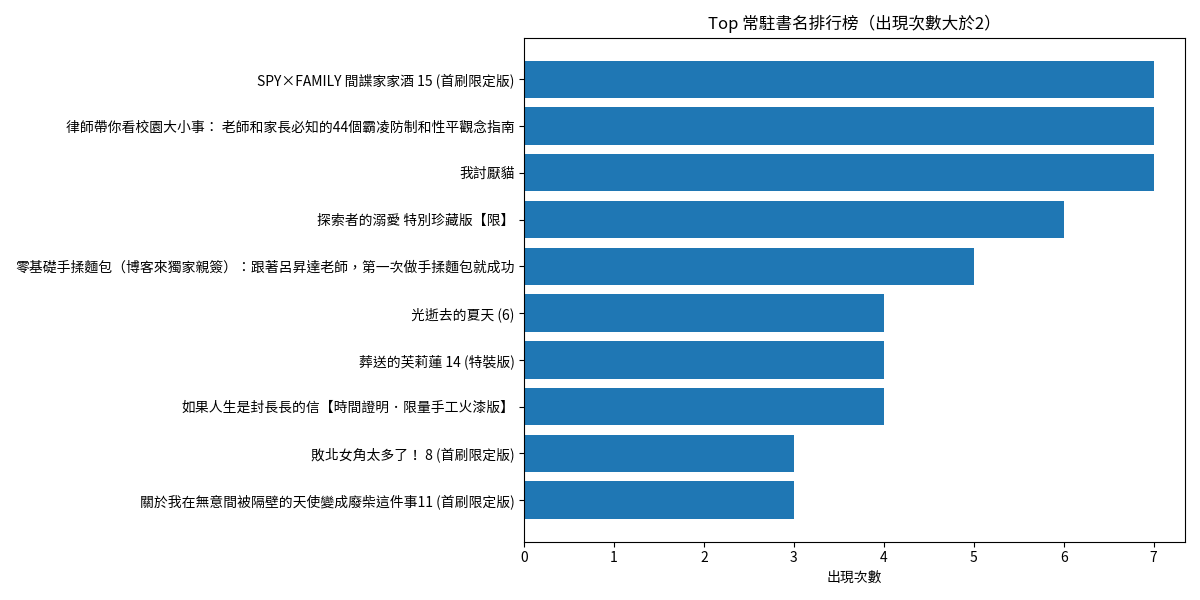 Top 常駐書名排行榜（出現次數大於2）
SPY×FAMILY 間諜家家酒 15 (首刷限定版)
律師帶你看校園大小事： 老師和家長必知的44個霸凌防制和性平觀念指南
我討厭貓
探索者的溺愛 特別珍藏版【限】
零基礎手揉麵包（博客來獨家親簽）：跟著呂昇達老師，第一次做手揉麵包就成功
光逝去的夏天 (6)
葬送的芙莉蓮 14 (特裝版)
如果人生是封長長的信【時間證明．限量手工火漆版】
敗北女角太多了！ 8 (首刷限定版)
關於我在無意間被隔壁的天使變成廢柴這件事11 (首刷限定版)
0 1 2 3 4 5 6 7
出現次數